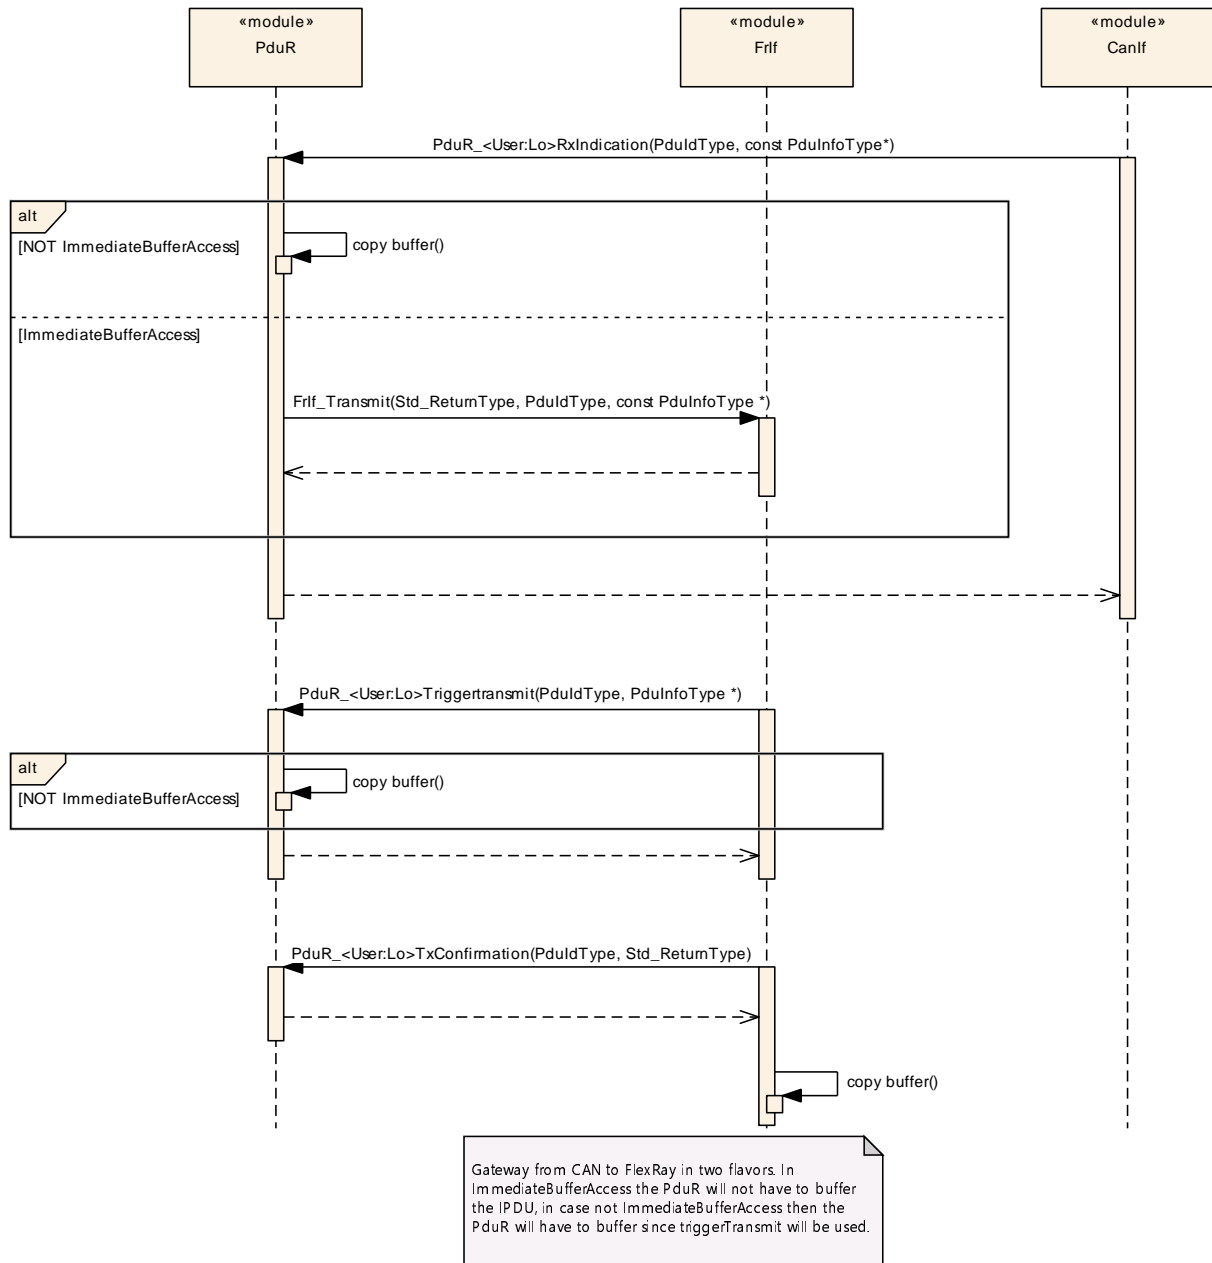 «module»
PduR
«module»
FrIf
«module»
CanIf
PduR_<User:Lo>RxIndication(PduIdType, const PduInfoType*)
alt
[NOT ImmediateBufferAccess]
copy buffer()
[ImmediateBufferAccess]
FrIf_Transmit(Std_ReturnType, PduIdType, const PduInfoType *)
PduR_<User:Lo>Triggertransmit(PduIdType, PduInfoType *)
alt
copy buffer()
[NOT ImmediateBufferAccess]
PduR_<User:Lo>TxConfirmation(PduIdType, Std_ReturnType)
copy buffer()
Gateway from CAN to FlexRay in two flavors. In
ImmediateBufferAccess the PduR will not have to buffer
the IPDU, in case not ImmediateBufferAccess then the
PduR will have to buffer since triggerTransmit will be used.